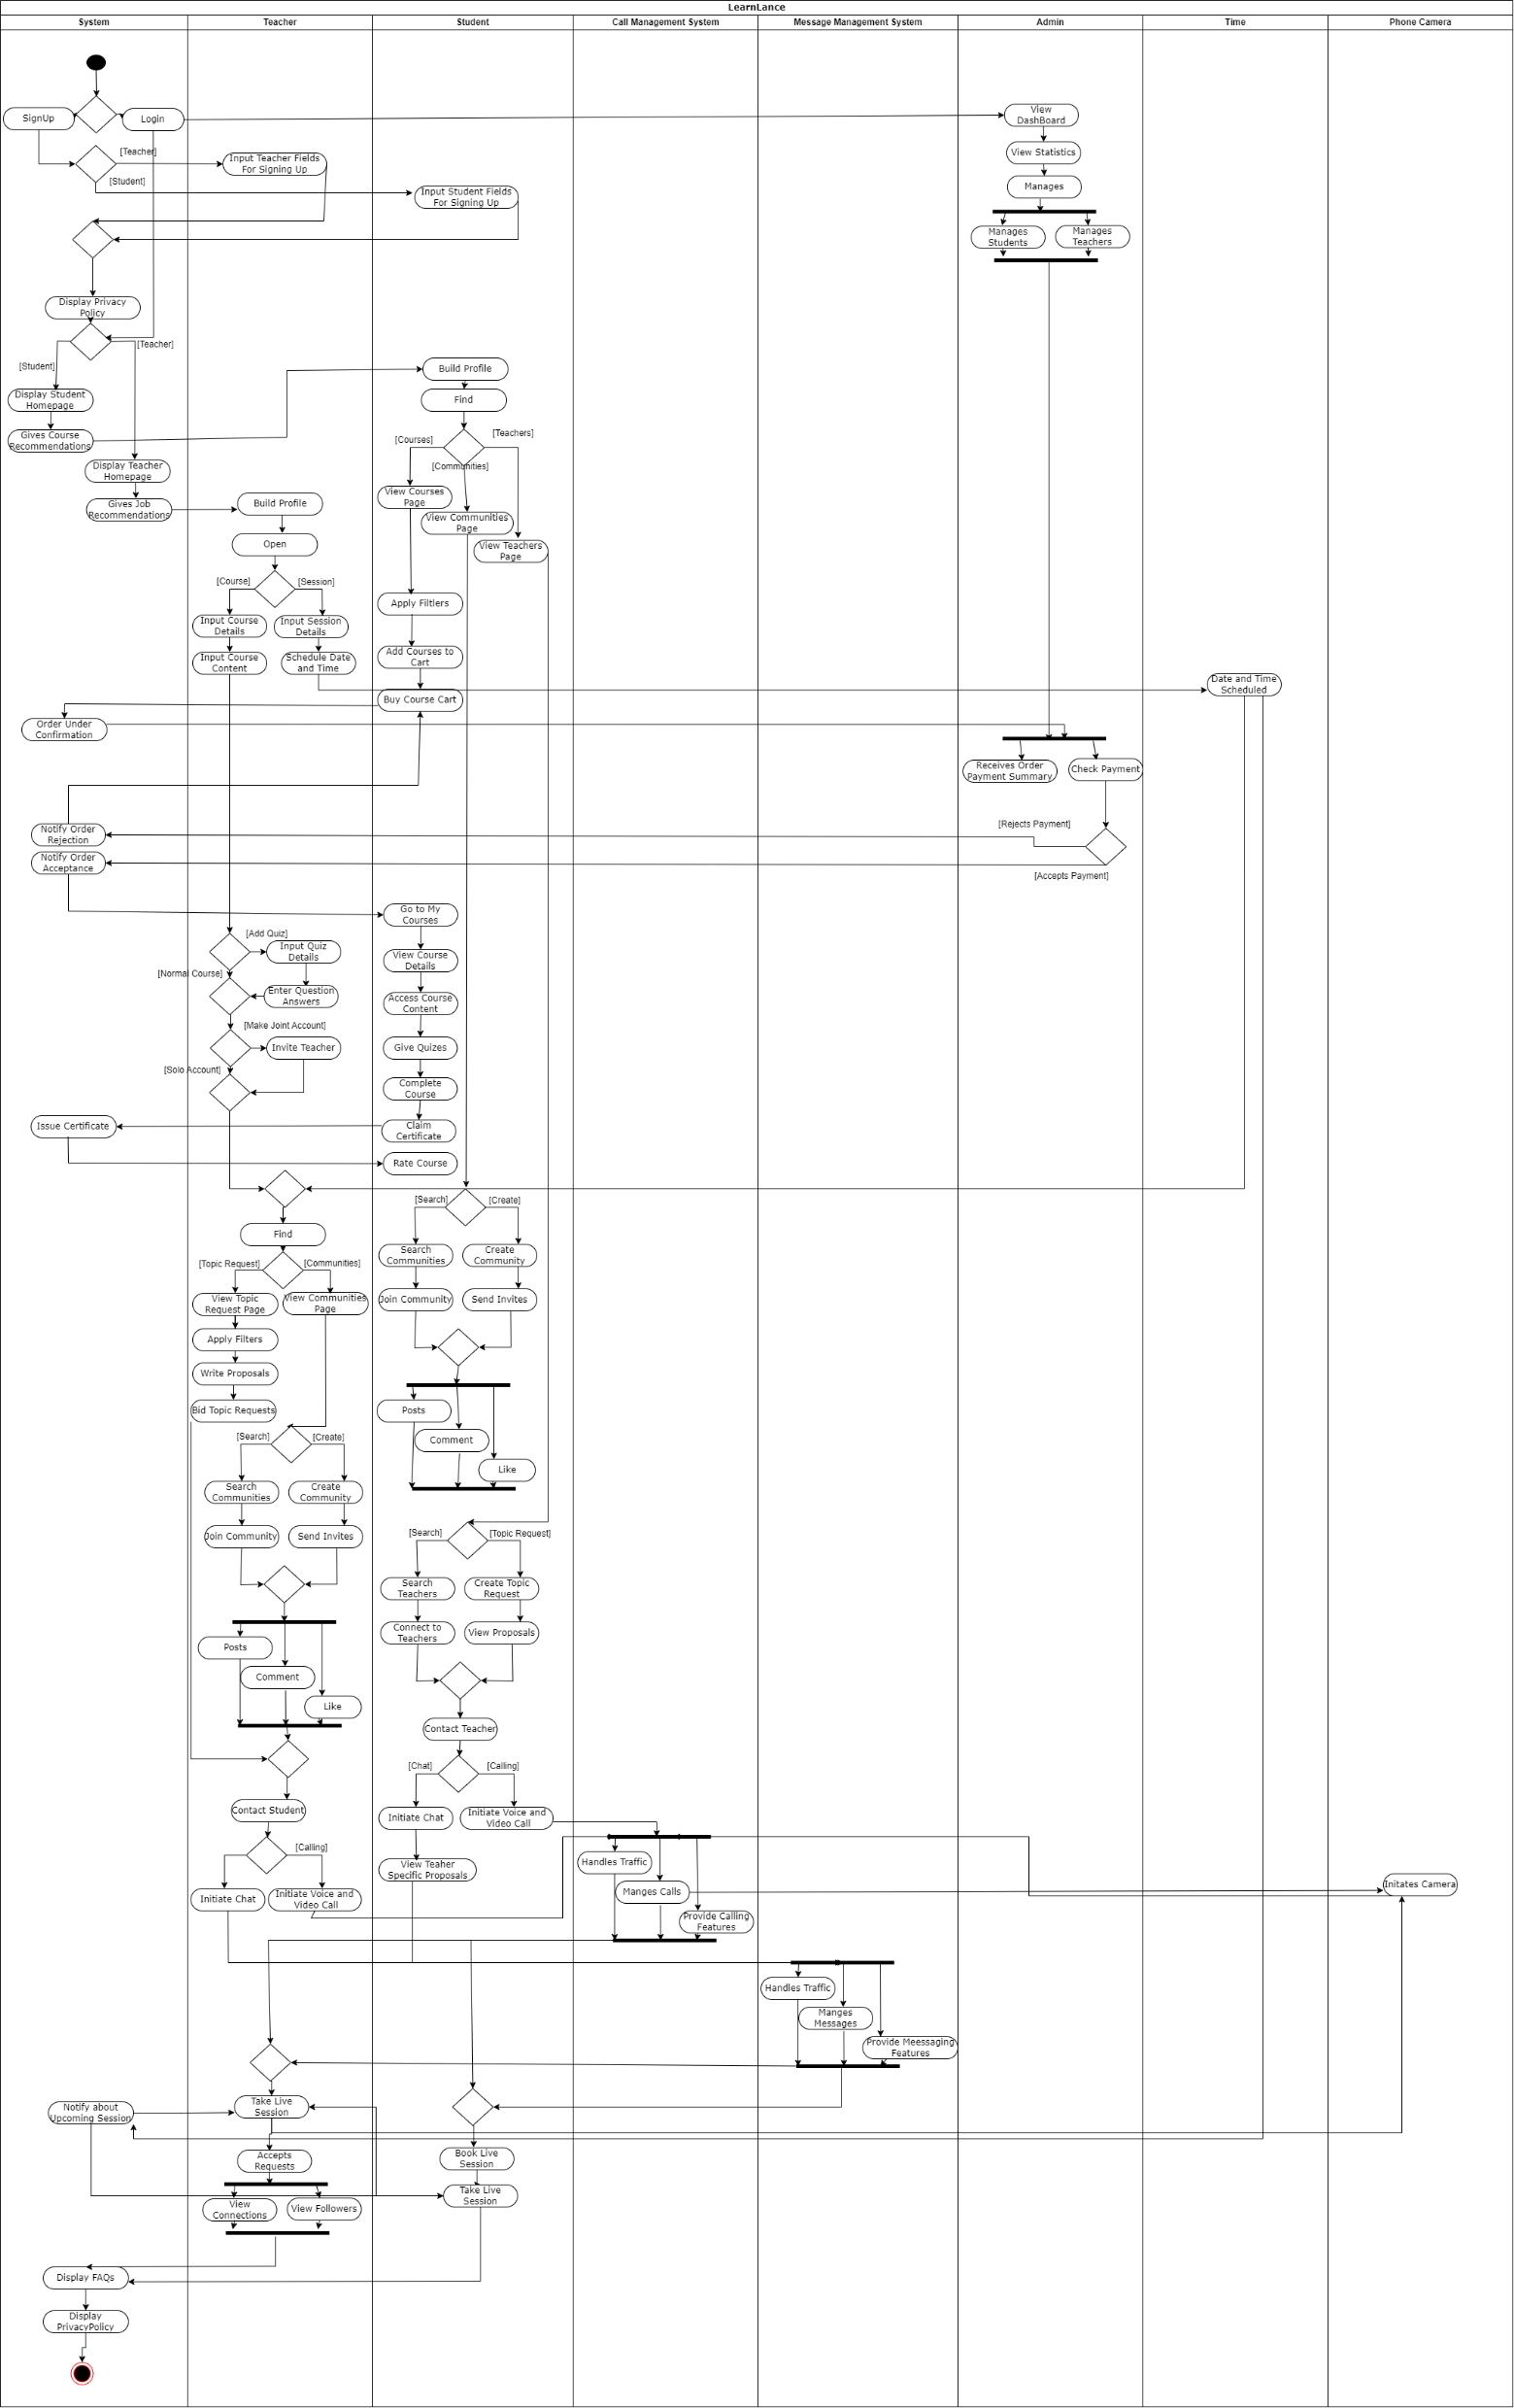 LearnLance
System
Teacher
Student
Call Management System
Message Management System
Admin
Time
Phone Camera
SignUp
Login
View
DashBoard
[Teacher]
Input Teacher Fields
For Signing Up
View Statistics
[Student]
Input Student Fields
For Signing Up
Manages
Manages
Students
Manages
Teachers
Display Privacy
Policy
[Teacher]
[Student]
Display Student
Homepage
Gives Course
Recommendations
Build Profile
Find
[Courses]
[Teachers]
[Communities]
Display Teacher
Homepage
Gives Job
Recommendations
Build Profile
View Courses
Page
View Communities
Page
View Teachers
Page
Open
[Course]
[Session]
Input Course
Details
Input Session
Details
Input Course
Content
Schedule Date
and Time
Apply Filtlers
Add Courses to
Cart
Buy Course Cart
Date and Time
Scheduled
Order Under
Confirmation
Receives Order
Payment Summary
Check Payment
[Rejects Payment]
Notify Order
Rejection
Notify Order
Acceptance
[Accepts Payment]
Go to My
Courses
[Add Quiz]
Input Quiz
Details
View Course
Details
[Normal Course]
Enter Question
Answers
Access Course
Content
[Make Joint Account]
Invite Teacher
Give Quizes
[Solo Account]
Complete
Course
Issue Certificate
Claim
Certificate
Rate Course
Find
[Search]
[Create]
[Topic Request]
[Communities]
Search
Communities
Create
Community
View Topic
Request Page
View Communities
Page
Join Community
Send Invites
Apply Filters
Write Proposals
Bid Topic Requests
Posts
Comment
Like
[Search]
[Create]
Search
Communities
Create
Community
Join Community
Send Invites
[Search]
[Topic Request]
Search
Teachers
Create Topic
Request
Connect to
Teachers
View Proposals
Posts
Comment
Like
Contact Teacher
[Chat]
[Calling]
Contact Student
Initiate Chat
Initiate Voice and
Video Call
[Calling]
Handles Traffic
View Teaher
Specific Proposals
Initiate Chat
Initiate Voice and
Video Call
Manges Calls
Initates Camera
Provide Calling
Features
Handles Traffic
Manges
Messages
Provide Meessaging
Features
Notify about
Upcoming Session
Take Live
Session
Accepts
Requests
Book Live
Session
Take Live
Session
View
Connections
View Followers
Display FAQs
Display
PrivacyPolicy